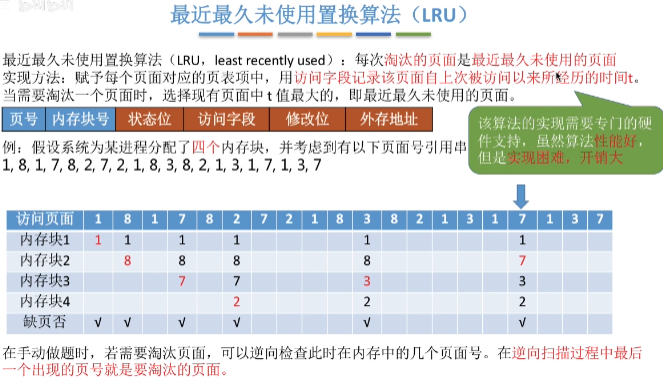 最近最久未使用置换算法（LRU）
最近最久未使用置换算法（LRU，least recently used）：每次淘汰的页面是最近最久未使用的页面
实现方法：赋予每个页面对应的页表项中，用访问字段记录该页面自上次被访问以来所经历的时间t。
当需要淘汰一个页面时，选择现有页面中 t 值最大的，即最近最久未使用的页面。
页号 内存块号 状态位 访问字段 修改位 外存地址
该算法的实现需要专门的硬
件支持，虽然算法性能好，
但是实现困难，开销大
例：假设系统为某进程分配了四个内存块，并考虑到有以下页面号引用串
1, 8, 1, 7, 8, 2, 7, 2, 1, 8, 3, 8, 2, 1, 3, 1, 7, 1, 3, 7
访问页面 1 8 1 7 8 2 7 2 1 8 3 8 2 1 3 1 7 1 3 7
内存块1 1 1 1 1 1 1
内存块2 8 8 8 8 7
内存块3 7 7 3 3
内存块4 2 2 2
缺页否 √ √ √ √ √ √
在手动做题时，若需要淘汰页面，可以逆向检查此时在内存中的几个页面号。在逆向扫描过程中最后
一个出现的页号就是要淘汰的页面。